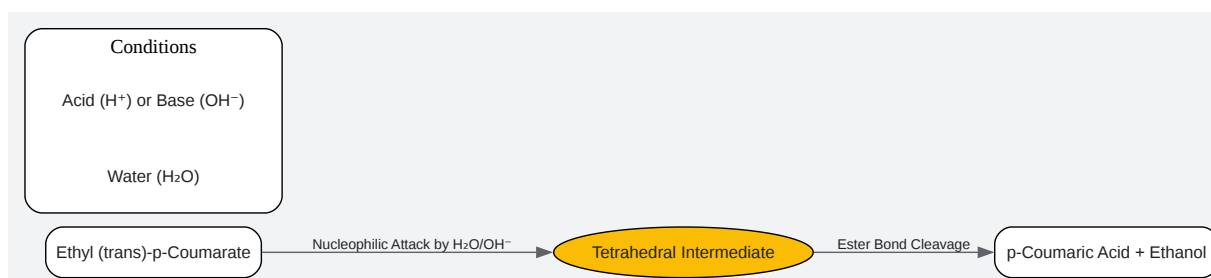 Conditions
Acid (H⁺) or Base (OH⁻)
Water (H₂O)
Ethyl (trans)-p-Coumarate
Nucleophilic Attack by H₂O/OH⁻
Tetrahedral Intermediate
Ester Bond Cleavage
p-Coumaric Acid + Ethanol